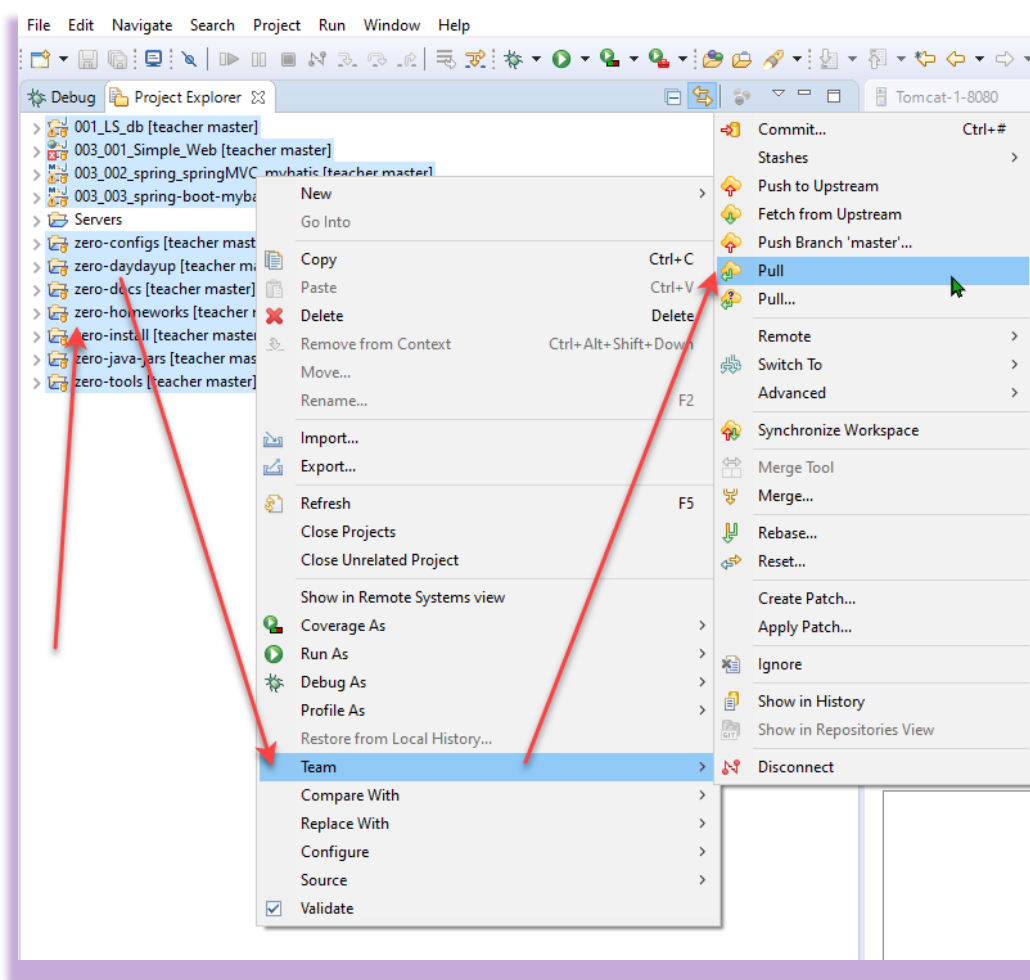 File Edit Navigate Search Project Run Window Help
Debug Project Explorer Tomcat-1-8080
001_LS_db [teacher master]
003_001_Simple_Web [teacher master]
003_002_spring_springMVC_mybatis [teacher master]
003_003_spring-boot-myba
Servers
zero-configs [teacher mast
zero-daydayup [teacher ma
zero-docs [teacher master]
zero-homeworks [teacher
zero-install [teacher master
zero-java-jars [teacher mas
zero-tools [teacher master]
New
Go Into
Copy Ctrl+C
Paste Ctrl+V
Delete Delete
Remove from Context Ctrl+Alt+Shift+Down
Move...
Rename... F2
Import...
Export...
Refresh F5
Close Projects
Close Unrelated Project
Show in Remote Systems view
Coverage As
Run As
Debug As
Profile As
Restore from Local History...
Team
Compare With
Replace With
Configure
Source
Validate
Commit... Ctrl+#
Stashes
Push to Upstream
Fetch from Upstream
Push Branch 'master'...
Pull
Pull...
Remote
Switch To
Advanced
Synchronize Workspace
Merge Tool
Merge...
Rebase...
Reset...
Create Patch...
Apply Patch...
Ignore
Show in History
Show in Repositories View
Disconnect